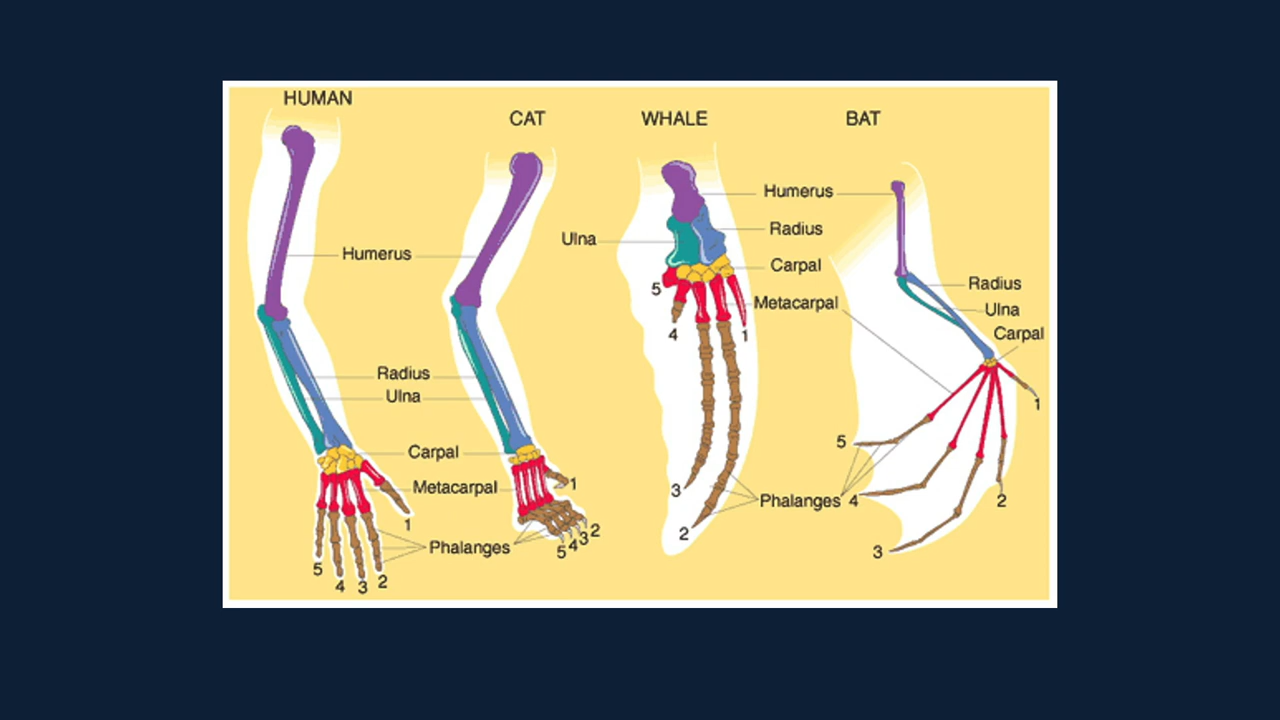 HUMAN
CAT
WHALE
BAT
Humerus
Radius
Ulna
Carpal
Metacarpal
Phalanges
1
5
4
3
2
1
5
4
3
2
Humerus
Ulna
Radius
Carpal
Metacarpal
5
4
1
3
2
Phalanges
Radius
Ulna
Carpal
1
5
4
2
3